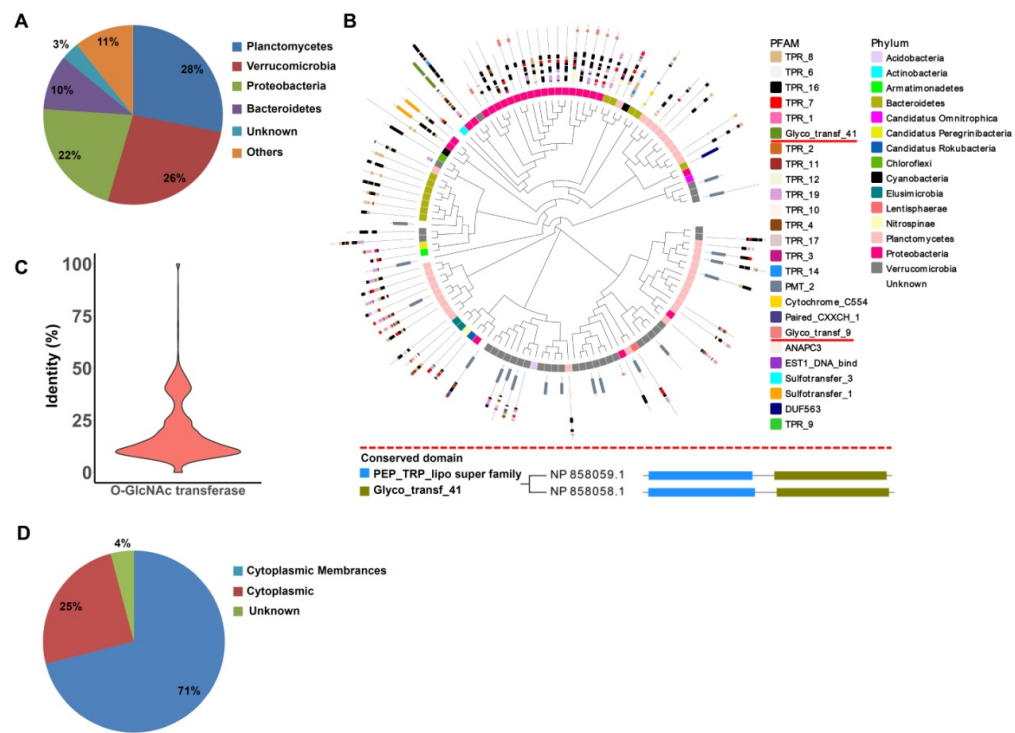 A
28%
26%
22%
10%
3%
11%
Planctomycetes
Verrucomicrobia
Proteobacteria
Bacteroidetes
Unknown
Others
B
PFAM
TPR_8
TPR_6
TPR_16
TPR_7
TPR_1
Glyco_transf_41
TPR_2
TPR_11
TPR_12
TPR_19
TPR_10
TPR_4
TPR_17
TPR_3
TPR_14
PMT_2
Cytochrome_C554
Paired_CXXCH_1
Glyco_transf_9
ANAPC3
EST1_DNA_bind
Sulfotransfer_3
Sulfotransfer_1
DUF563
TPR_9
Phylum
Acidobacteria
Actinobacteria
Armatimonadetes
Bacteroidetes
Candidatus Omnitrophica
Candidatus Peregrinibacteria
Candidatus Rokubacteria
Chloroflexi
Cyanobacteria
Elusimicrobia
Lentisphaerae
Nitrospinae
Planctomycetes
Proteobacteria
Verrucomicrobia
Unknown
Conserved domain
PEP_TRP_lipo super family
Glyco_transf_41
NP 858059.1
NP 858058.1
C
Identity (%)
100
75
50
25
0
O-GlcNAc transferase
D
4%
25%
71%
Cytoplasmic Membrances
Cytoplasmic
Unknown